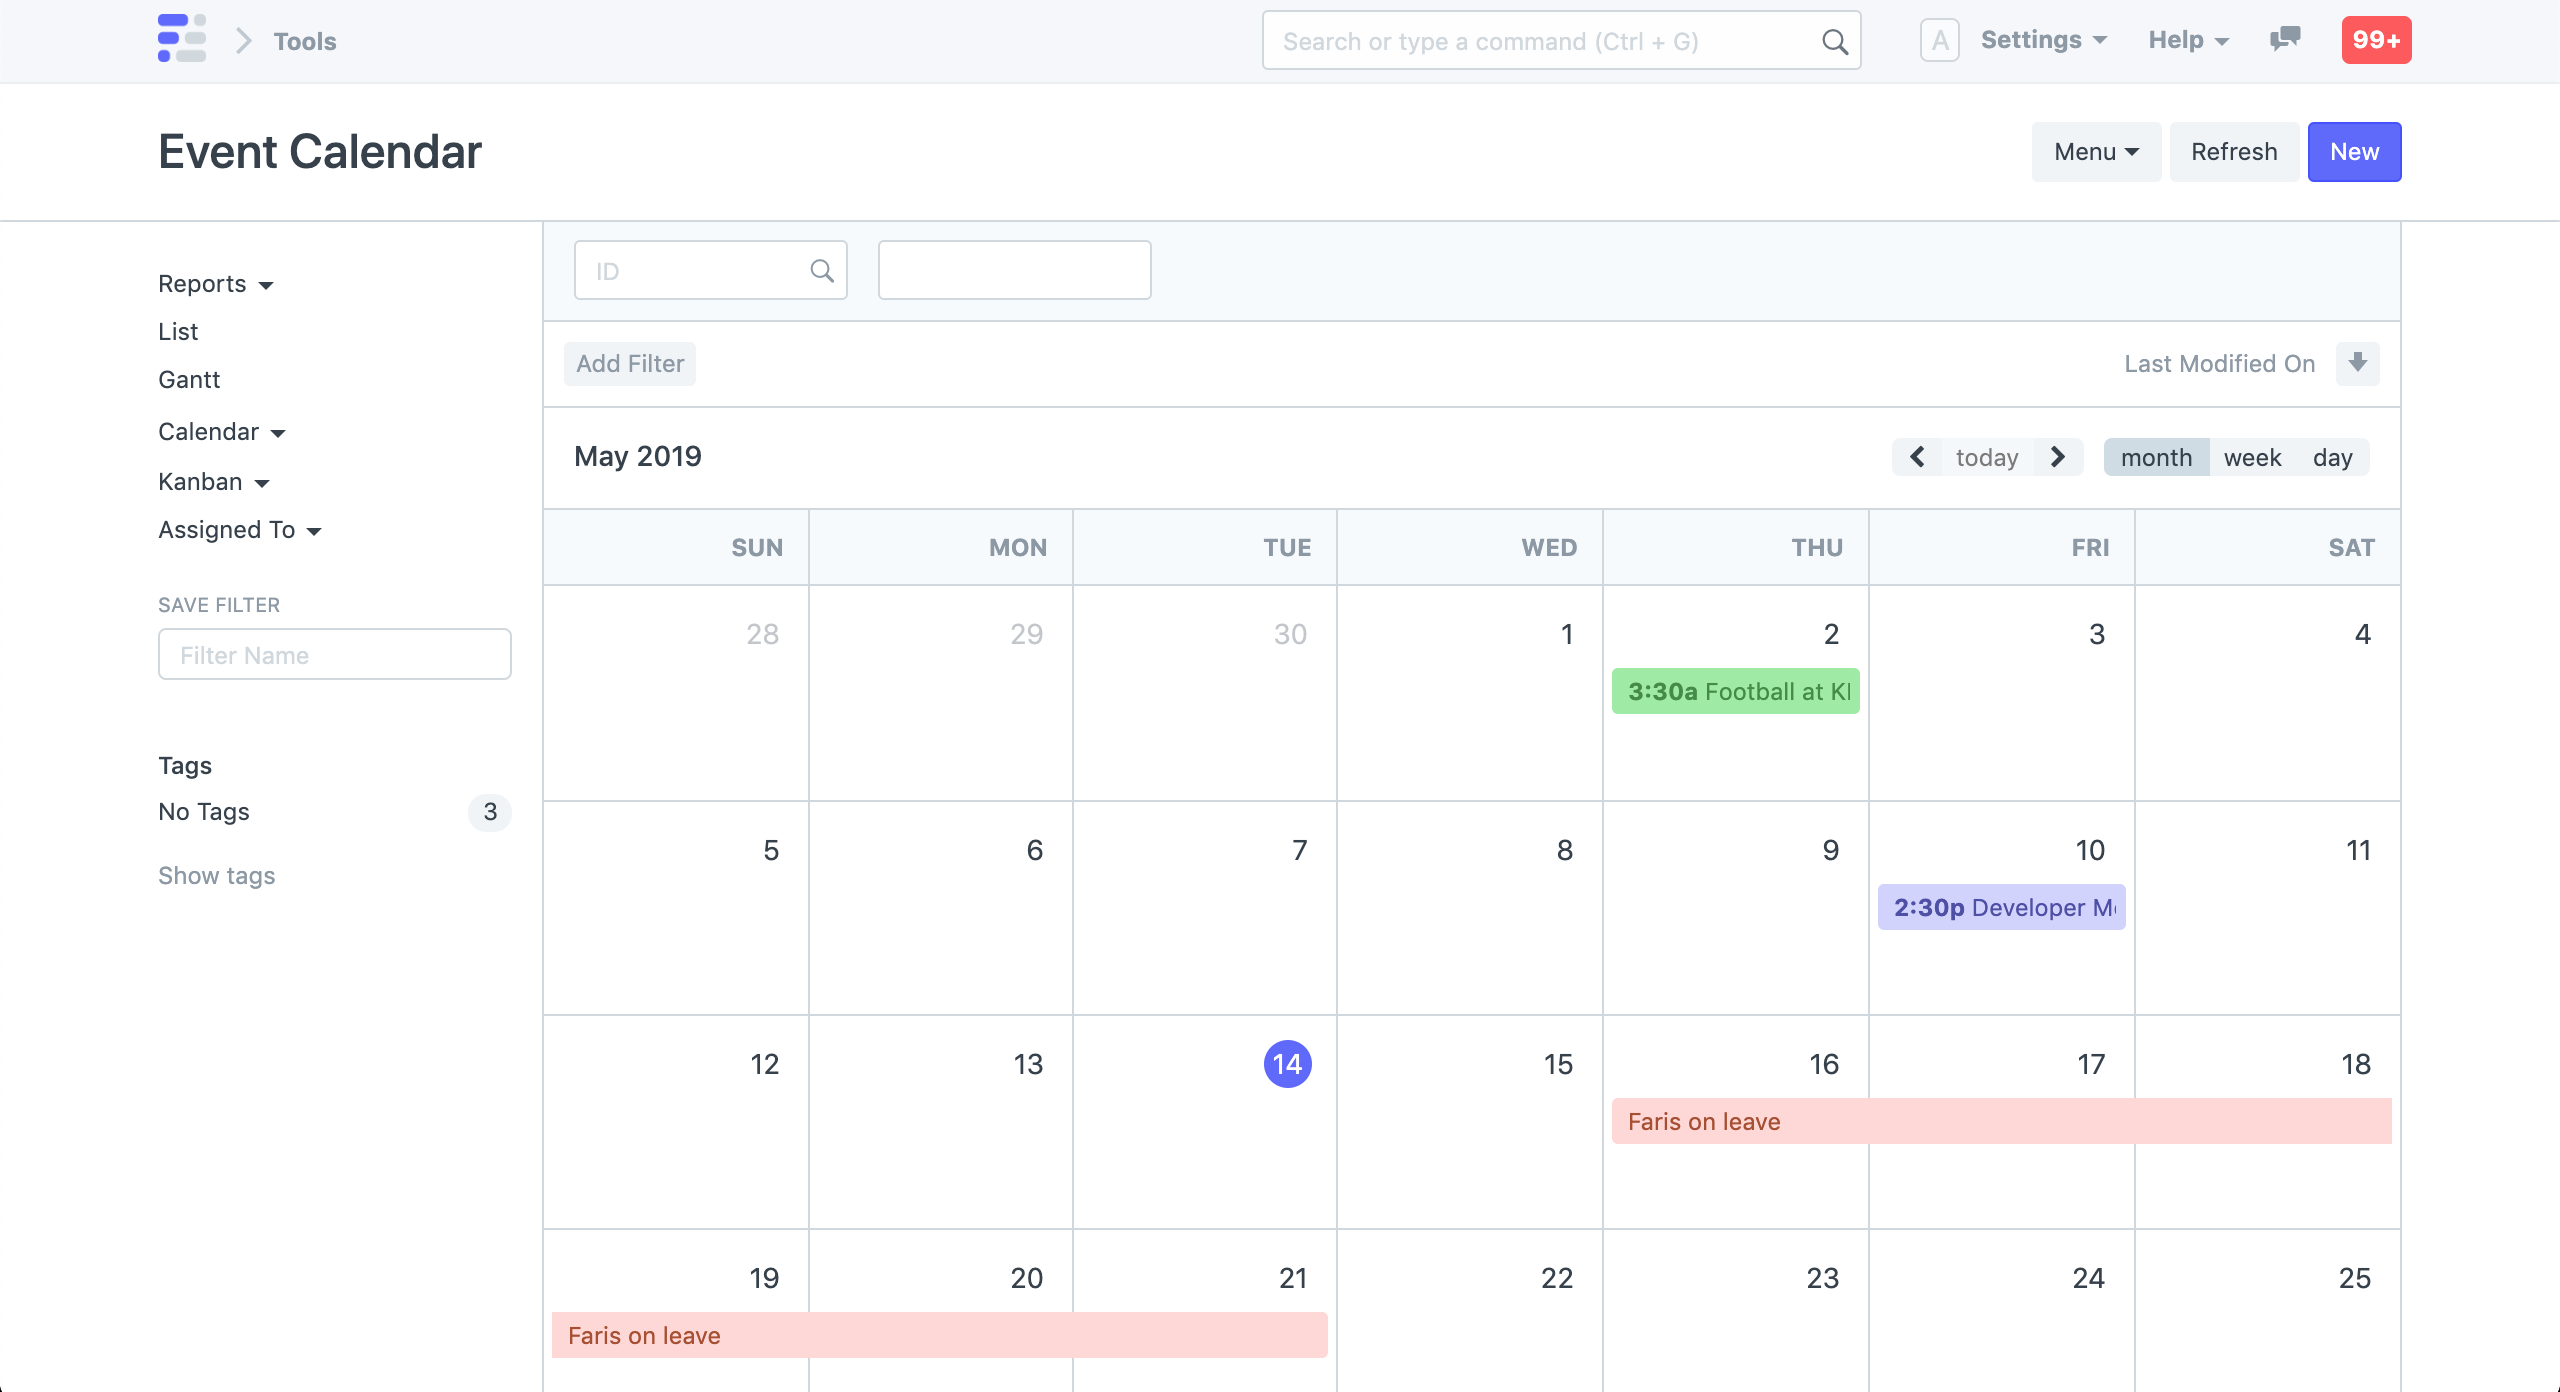 Tools
Search or type a command (Ctrl + G)
A
Settings
Help
99+
Event Calendar
Menu
Refresh
New
Reports
List
Gantt
Calendar
Kanban
Assigned To
SAVE FILTER
Filter Name
Tags
No Tags 3
Show tags
ID
Add Filter
Last Modified On
May 2019
today
month week day
SUN MON TUE WED THU FRI SAT
28 29 30 1 2 3 4
3:30a Football at
5 6 7 8 9 10 11
2:30p Developer
12 13 14 15 16 17 18
Faris on leave
19 20 21 22 23 24 25
Faris on leave